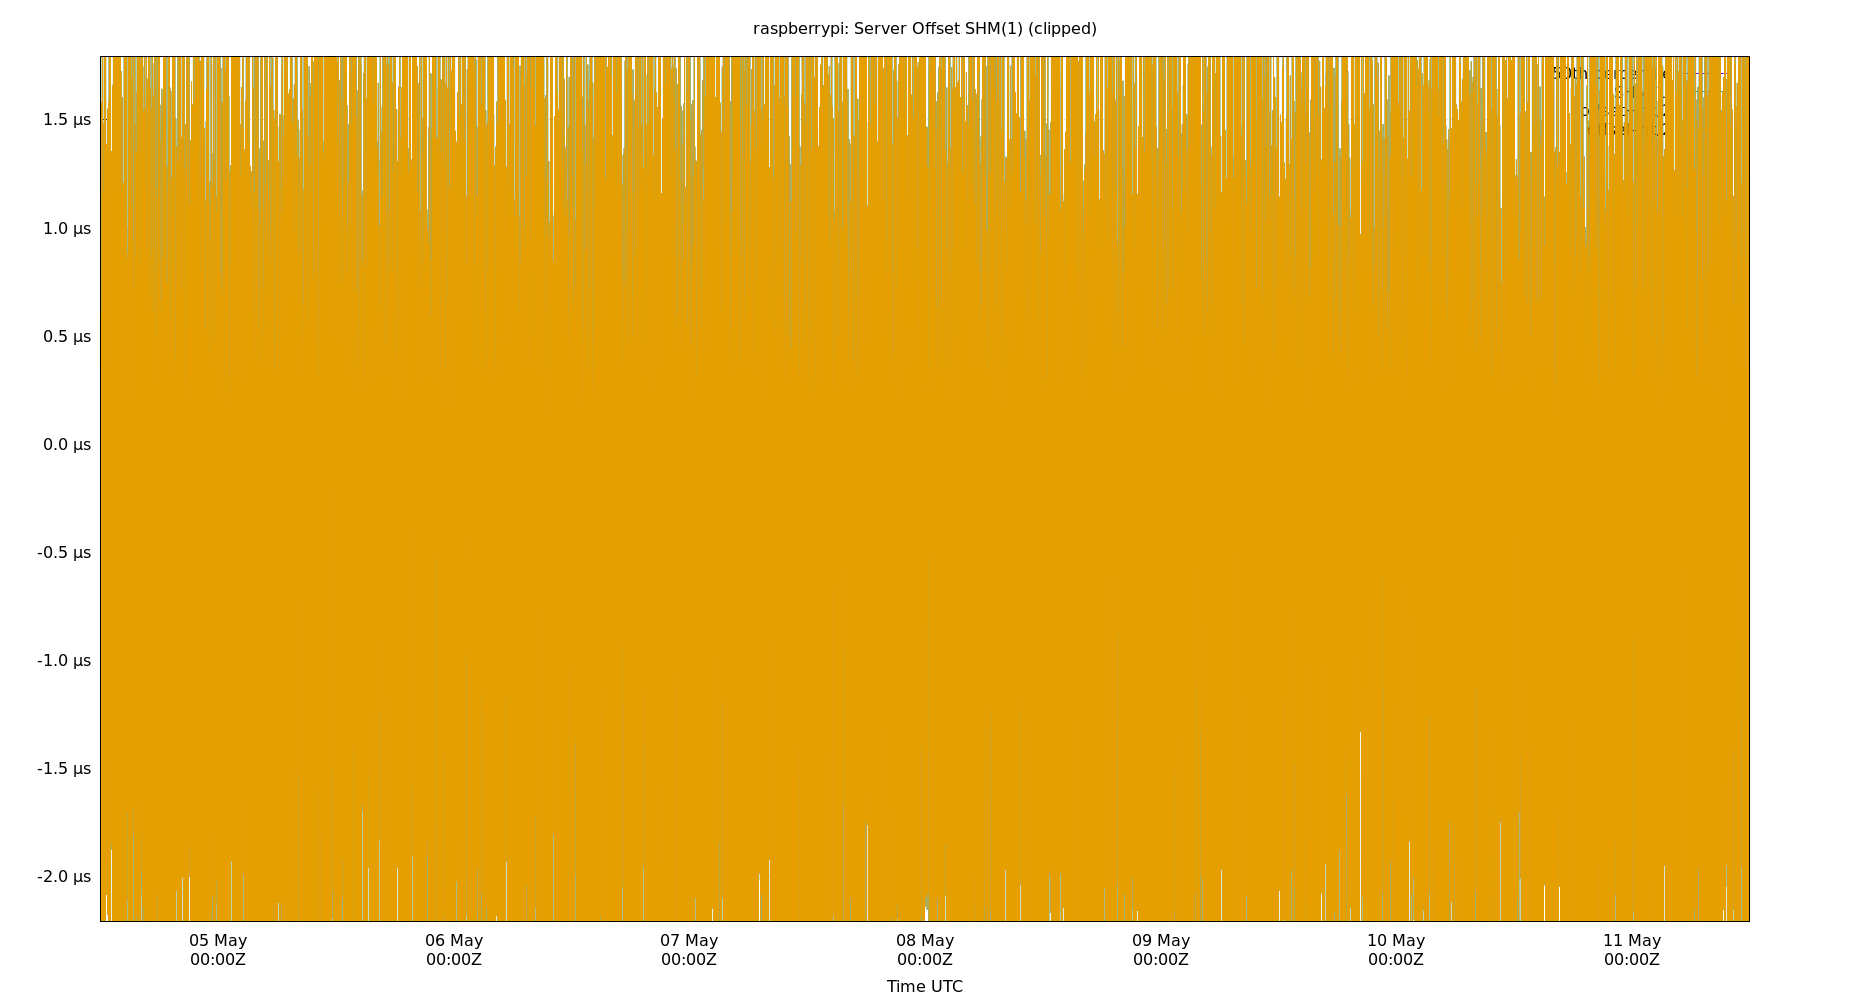 raspberrypi: Server Offset SHM(1) (clipped)
1.5 µs
1.0 µs
0.5 µs
0.0 µs
-0.5 µs
-1.0 µs
-1.5 µs
-2.0 µs
05 May
00:00Z
06 May
00:00Z
07 May
00:00Z
08 May
00:00Z
09 May
00:00Z
10 May
00:00Z
11 May
00:00Z
Time UTC